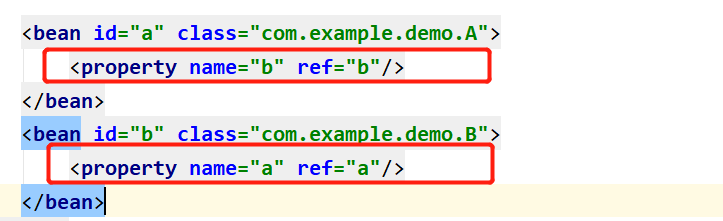 <bean id="a" class="com.example.demo.A">
<property name="b" ref="b"/>
</bean>
<bean id="b" class="com.example.demo.B">
<property name="a" ref="a"/>
</bean>